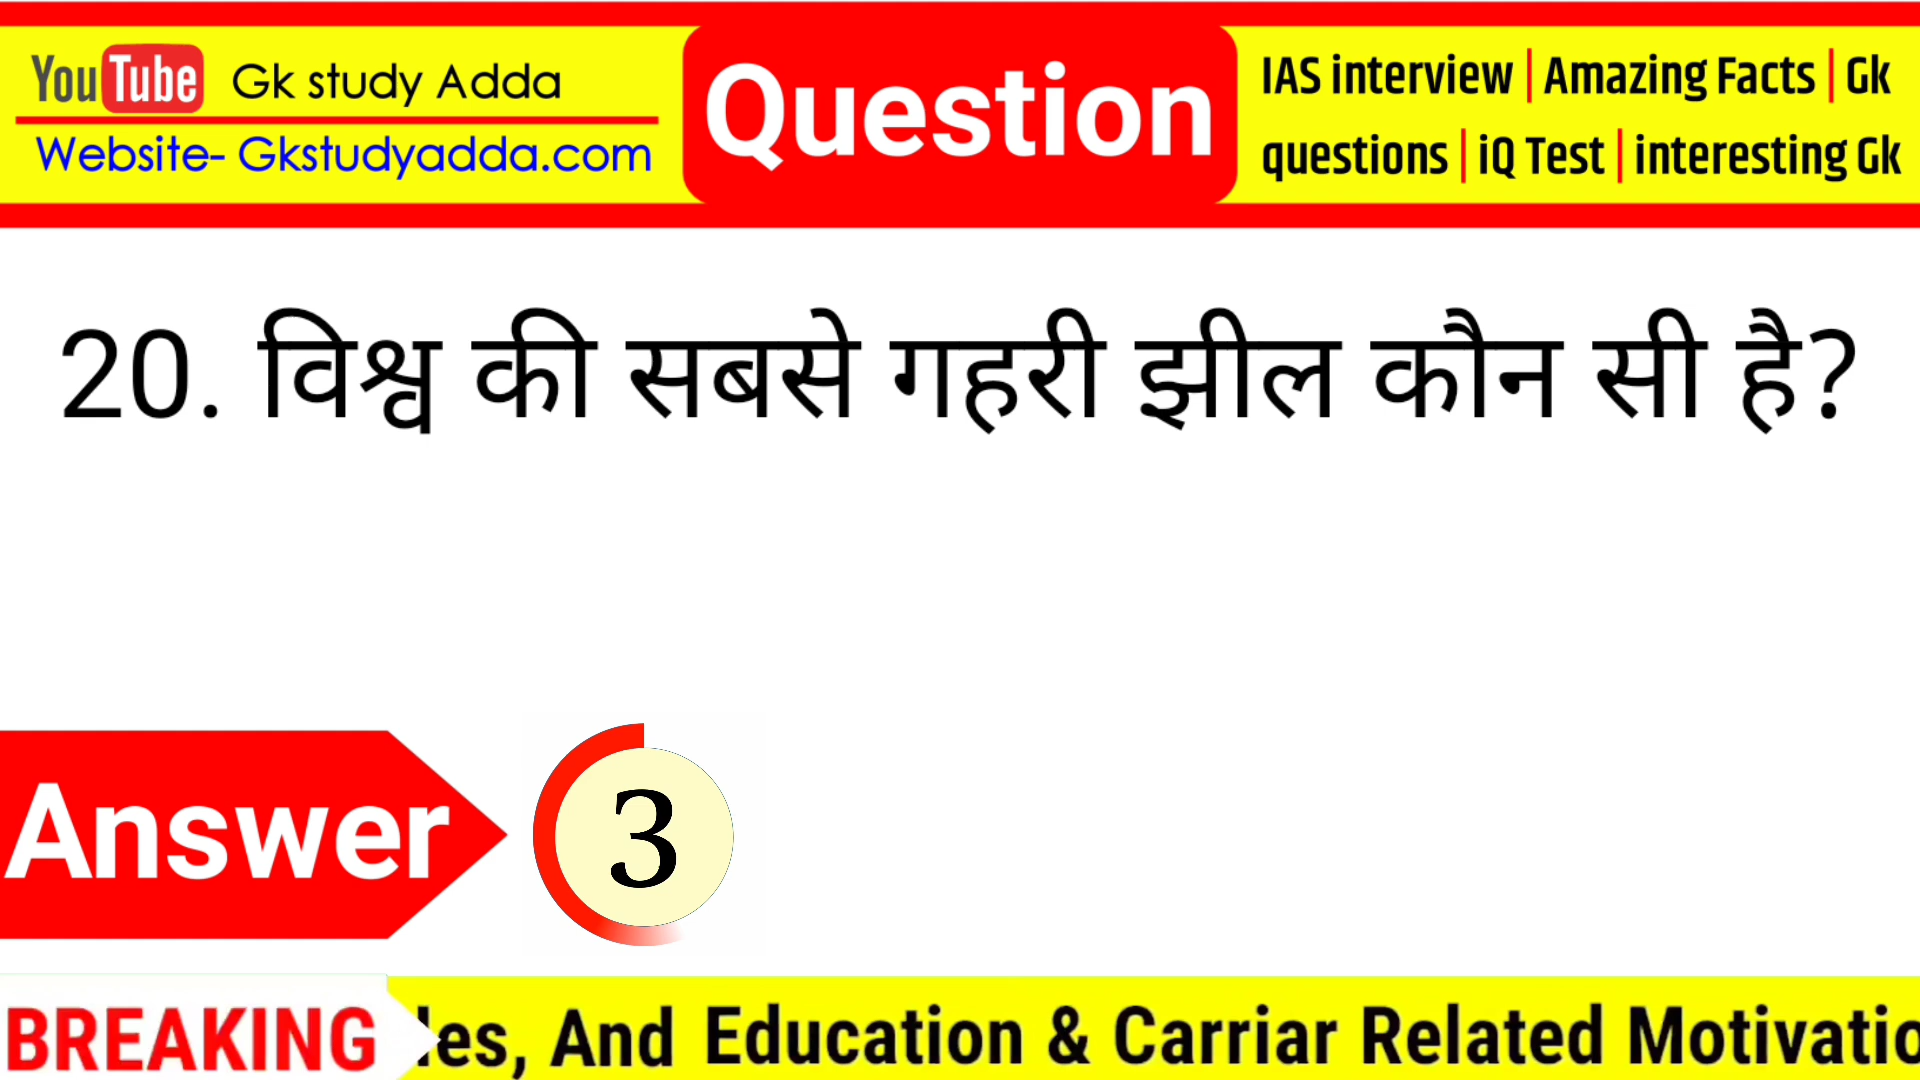 YouTube Gk study Adda
Website- Gkstudyadda.com
Question
IAS interview | Amazing Facts | Gk
questions | iQ Test | interesting Gk
20. विश्व की सबसे गहरी झील कौन सी है?
Answer
3
BREAKING
les, And Education & Carriar Related Motivatio